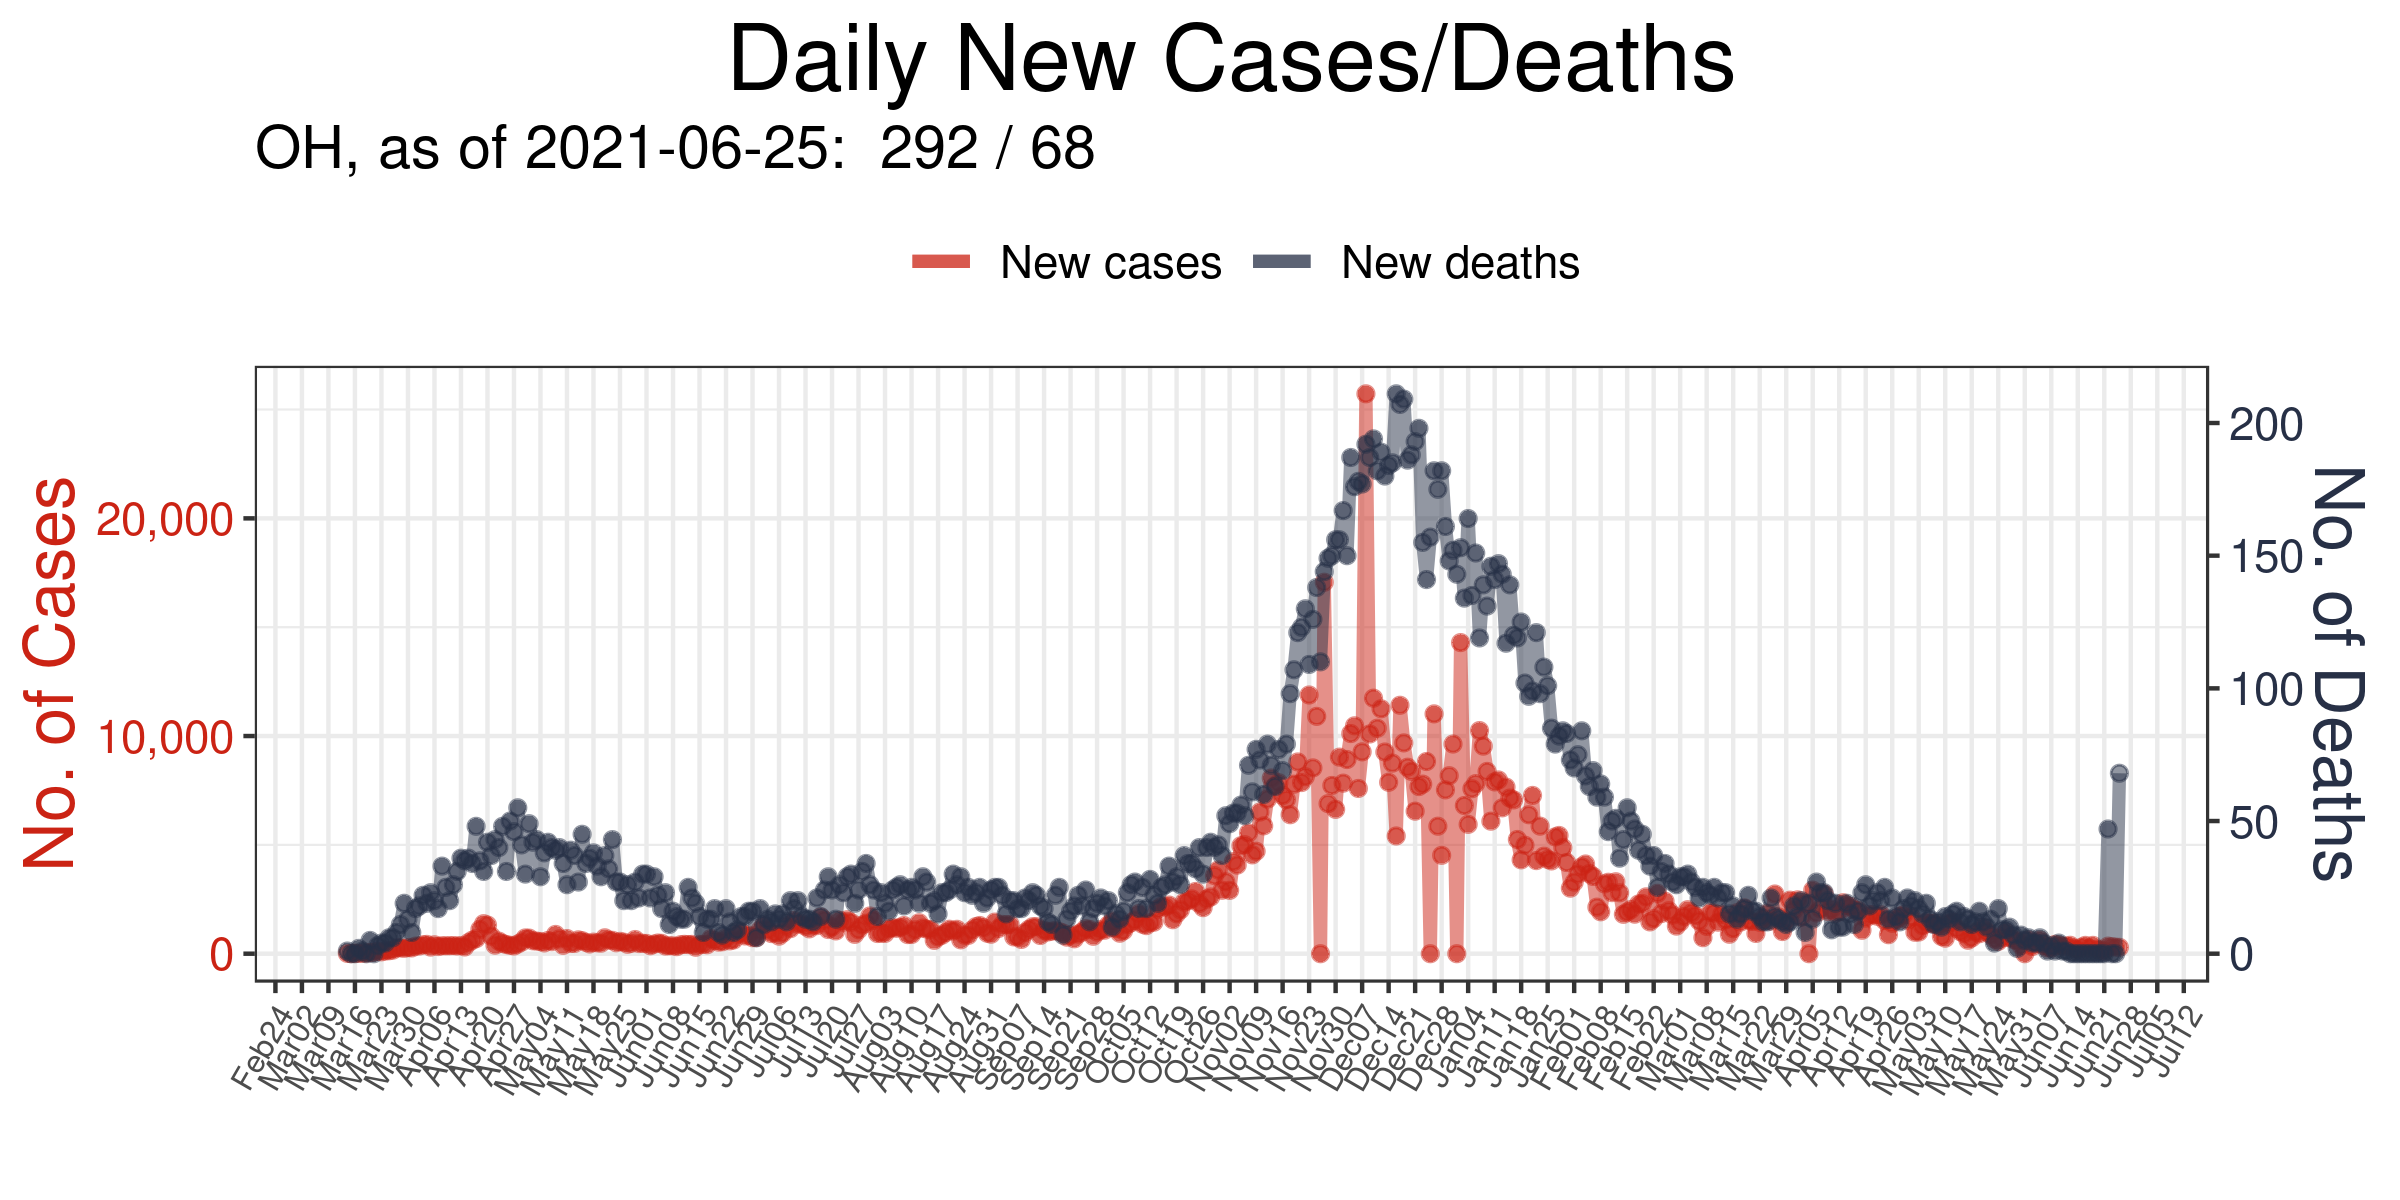 Daily New Cases/Deaths
OH, as of 2021-06-25: 292 / 68
New cases
New deaths
No. of Cases
20,000
10,000
0
200
150
100
50
0
No. of Deaths
Feb24
Mar02
Mar09
Mar16
Mar23
Mar30
Apr06
Apr13
Apr20
Apr27
May04
May11
May18
May25
Jun01
Jun08
Jun15
Jun22
Jun29
Jul06
Jul13
Jul20
Jul27
Aug03
Aug10
Aug17
Aug24
Aug31
Sep07
Sep14
Sep21
Sep28
Oct05
Oct12
Oct19
Oct26
Nov02
Nov09
Nov16
Nov23
Nov30
Dec07
Dec14
Dec21
Dec28
Jan04
Jan11
Jan18
Jan25
Feb01
Feb08
Feb15
Feb22
Mar01
Mar08
Mar15
Mar22
Mar29
Apr05
Apr12
Apr19
Apr26
May03
May10
May17
May24
May31
Jun07
Jun14
Jun21
Jun28
Jul05
Jul12